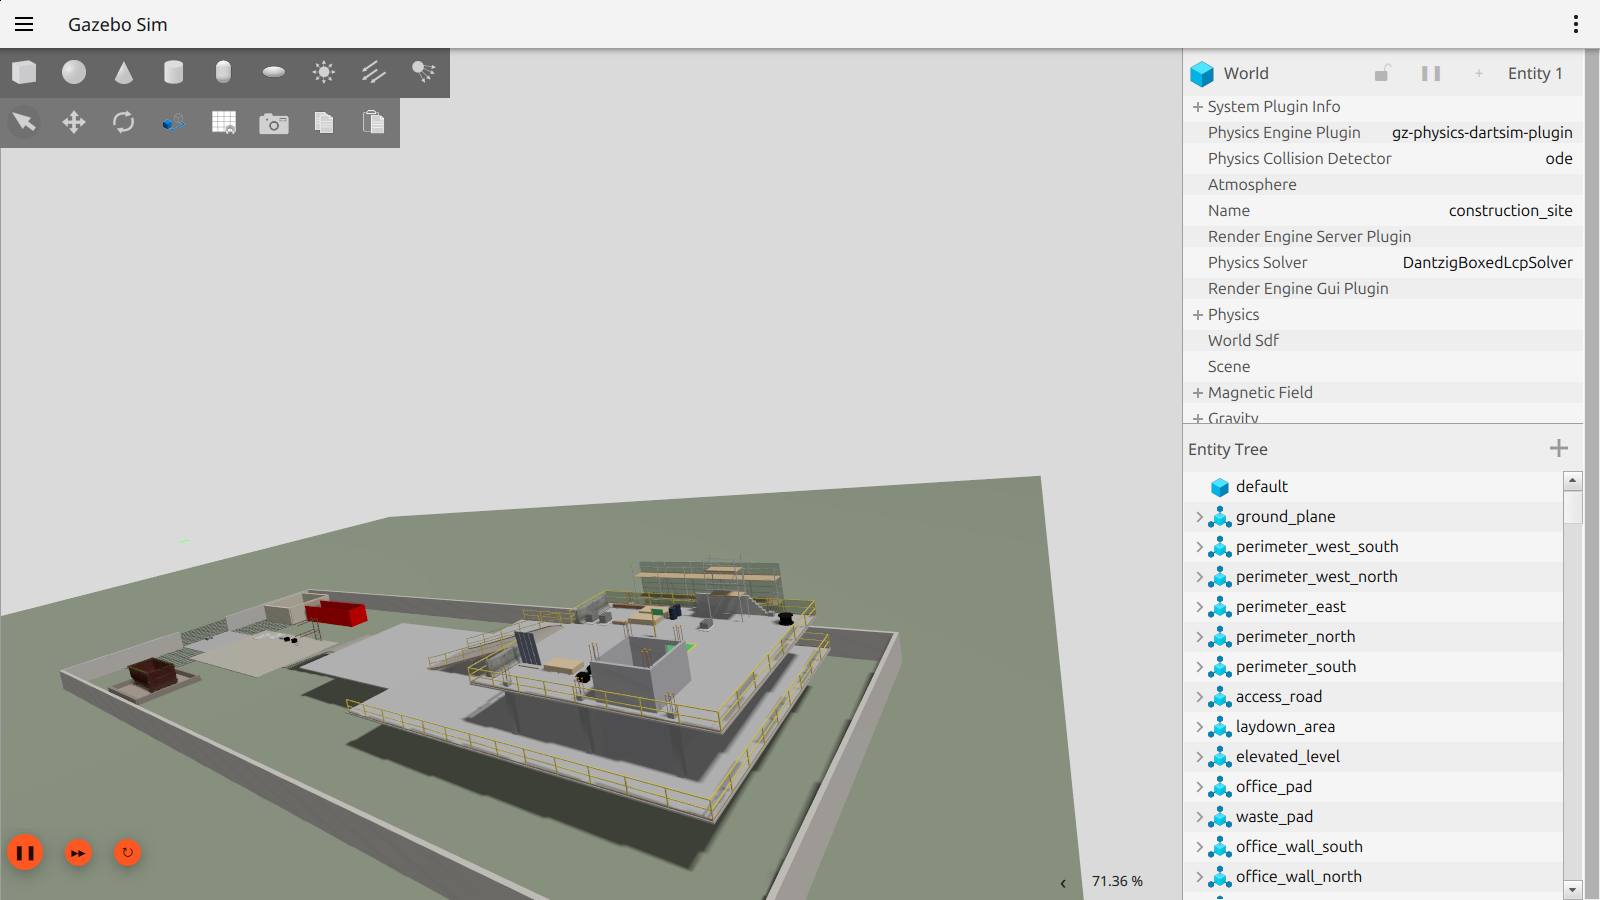 Gazebo Sim
World
Entity 1
System Plugin Info
Physics Engine Plugin gz-physics-dartsim-plugin
Physics Collision Detector ode
Atmosphere
Name construction_site
Render Engine Server Plugin
Physics Solver DantzigBoxedLcpSolver
Render Engine Gui Plugin
Physics
World Sdf
Scene
Magnetic Field
Gravity
Entity Tree
default
ground_plane
perimeter_west_south
perimeter_west_north
perimeter_east
perimeter_north
perimeter_south
access_road
laydown_area
elevated_level
office_pad
waste_pad
office_wall_south
office_wall_north
71.36 %